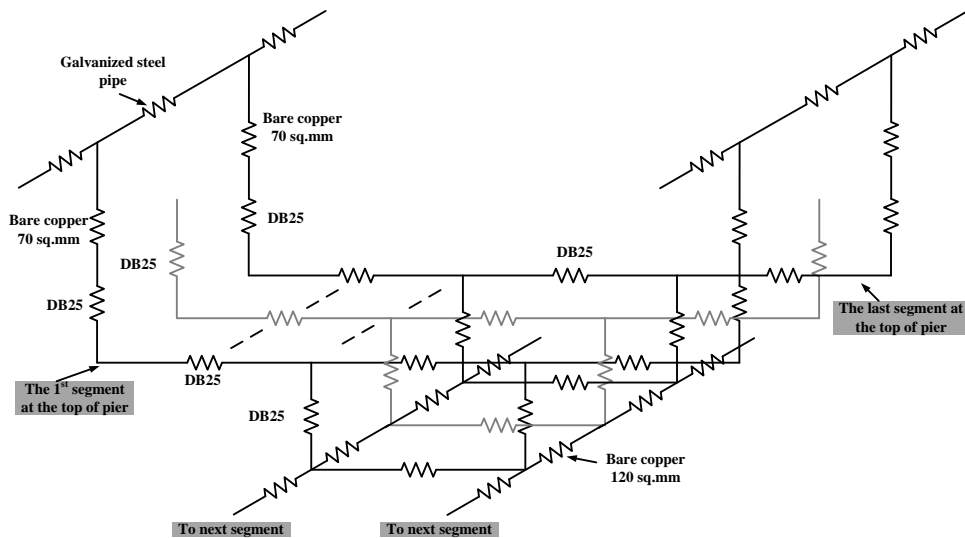 Galvanized steel
pipe
Bare copper
70 sq.mm
Bare copper
70 sq.mm
DB25
DB25
DB25
DB25
DB25
The last segment at
the top of pier
The 1st segment
at the top of pier
DB25
DB25
Bare copper
120 sq.mm
To next segment
To next segment